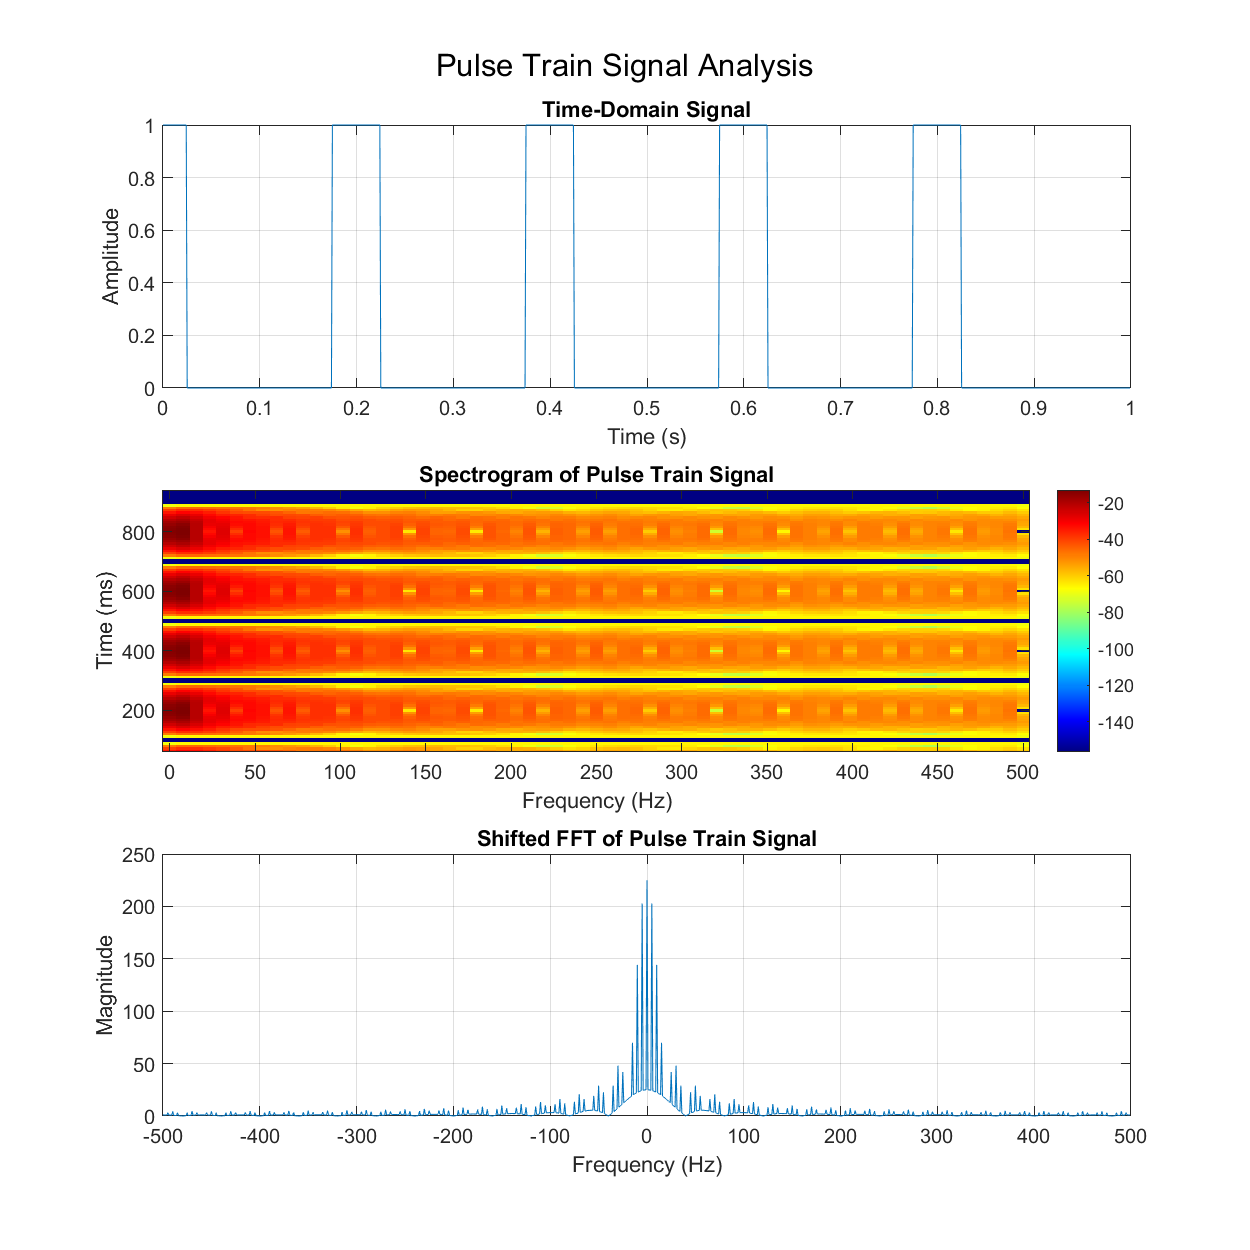 Pulse Train Signal Analysis
Time-Domain Signal
1
0.8
0.6
0.4
0.2
0
Amplitude
0 0.1 0.2 0.3 0.4 0.5 0.6 0.7 0.8 0.9 1
Time (s)
Spectrogram of Pulse Train Signal
800
600
400
200
Time (ms)
0 50 100 150 200 250 300 350 400 450 500
Frequency (Hz)
-20
-40
-60
-80
-100
-120
-140
Shifted FFT of Pulse Train Signal
250
200
150
100
50
0
Magnitude
-500 -400 -300 -200 -100 0 100 200 300 400 500
Frequency (Hz)